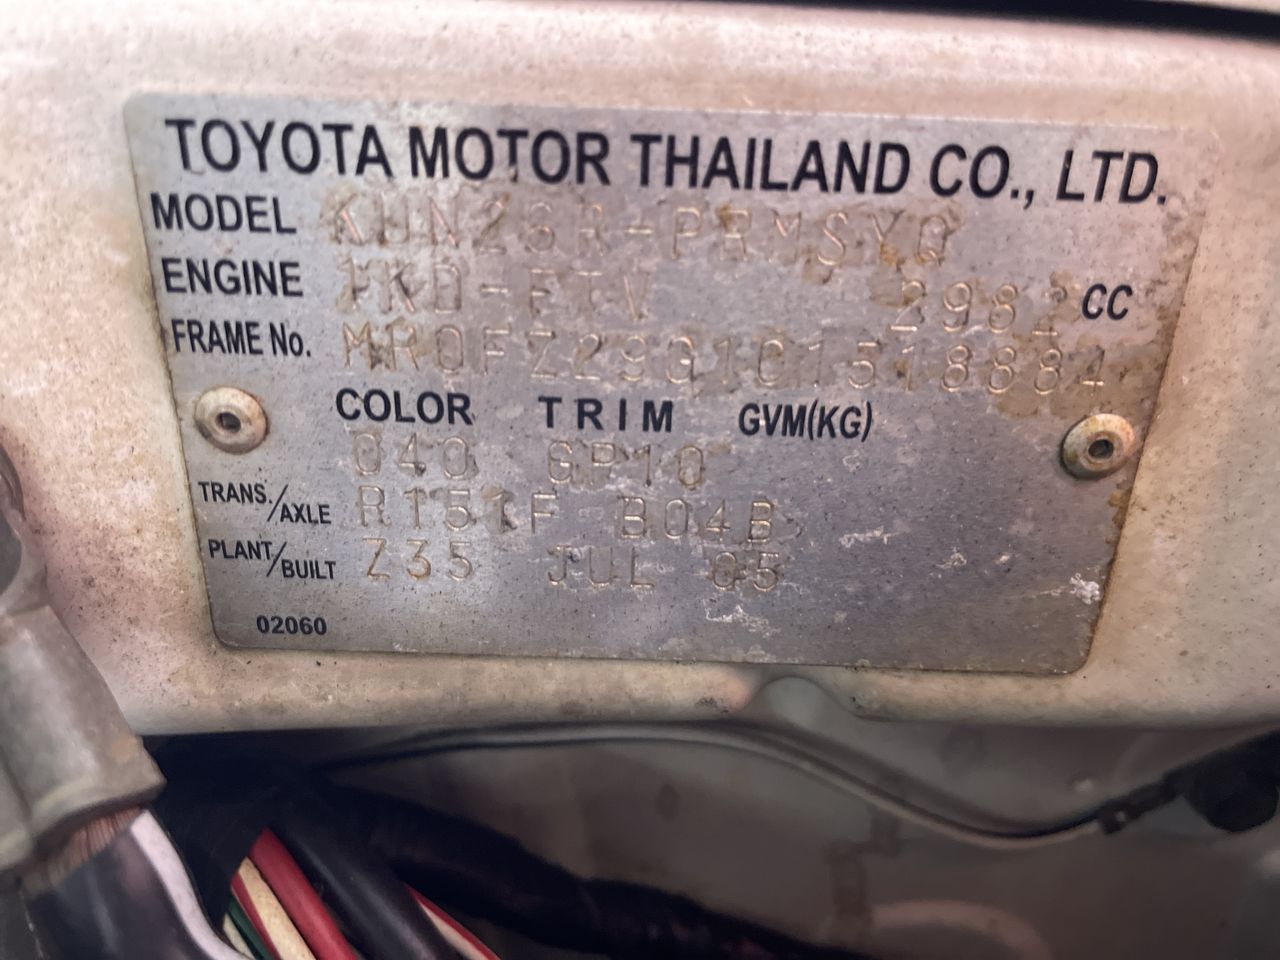 TOYOTA MOTOR THAILAND CO., LTD.
MODEL KUN26R-PRMSYQ
ENGINE 1KD-FTV 2982 CC
FRAME No. MR0FZ29G101518884
COLOR TRIM GVM(KG)
040 GP10
TRANS./AXLE R151F B04B
PLANT/BUILT Z35 JUL 05
02060